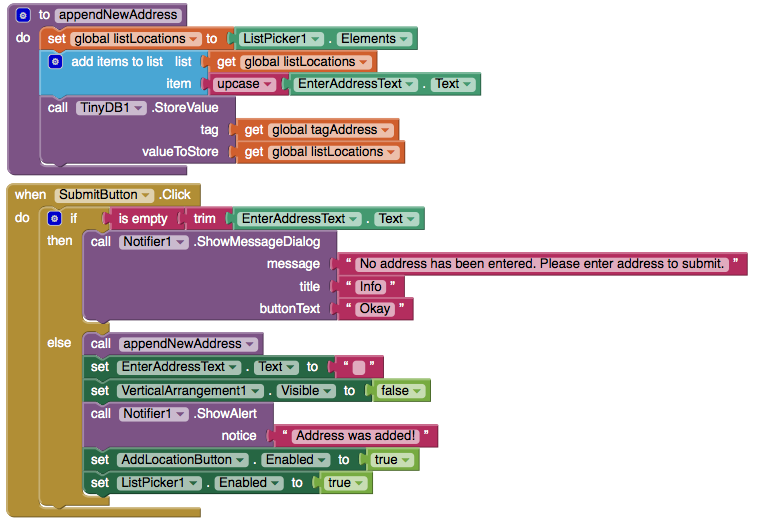 to appendNewAddress
do set global listLocations to ListPicker1 . Elements
add items to list list get global listLocations
item upcase EnterAddressText . Text
call TinyDB1 .StoreValue
tag get global tagAddress
valueToStore get global listLocations
when SubmitButton .Click
do if is empty trim EnterAddressText . Text
then call Notifier1 .ShowMessageDialog
message “ No address has been entered. Please enter address to submit. ”
title “ Info ”
buttonText “ Okay ”
else call appendNewAddress
set EnterAddressText . Text to “ ”
set VerticalArrangement1 . Visible to false
call Notifier1 .ShowAlert
notice “ Address was added! ”
set AddLocationButton . Enabled to true
set ListPicker1 . Enabled to true